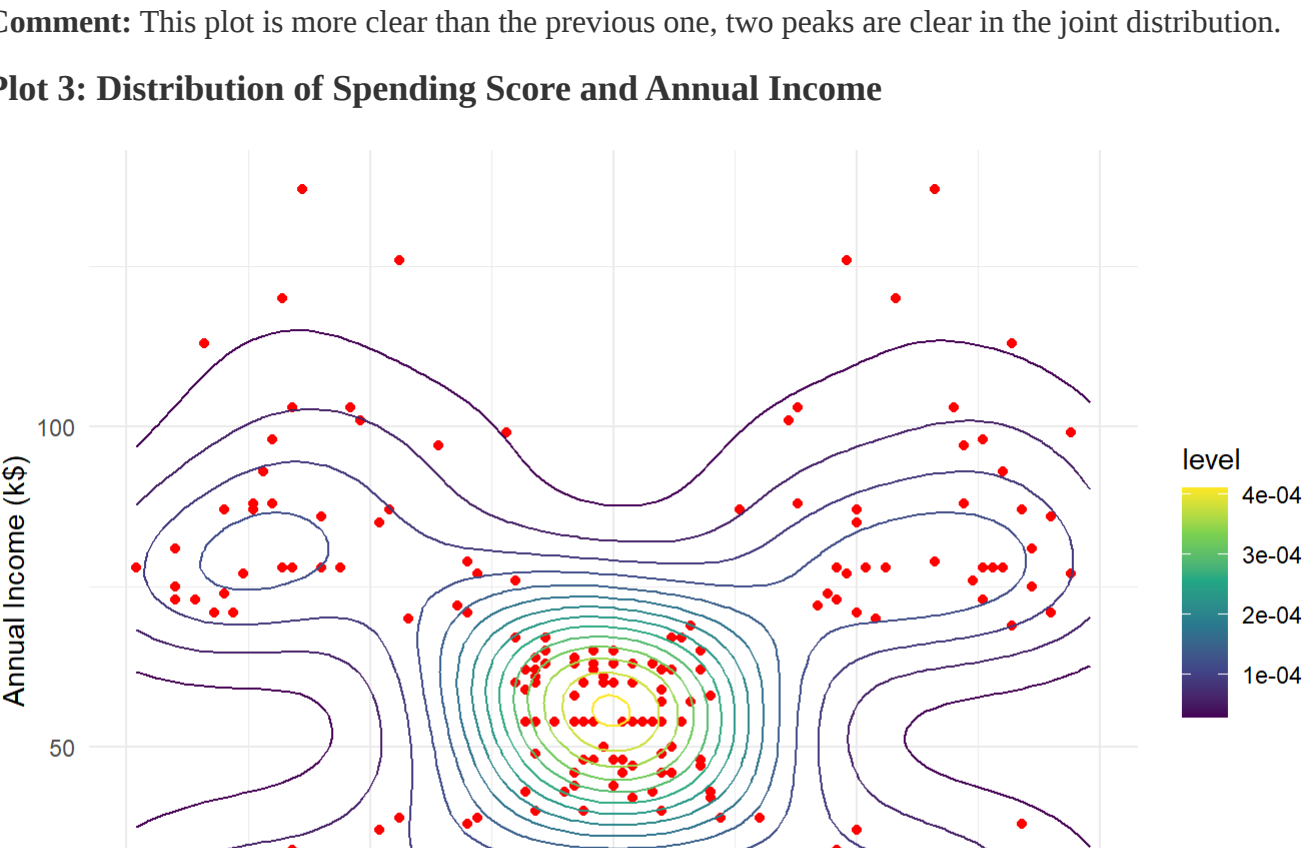 Comment: This plot is more clear than the previous one, two peaks are clear in the joint distribution.
Plot 3: Distribution of Spending Score and Annual Income
100
50
Annual Income (k$)
level
4e-04
3e-04
2e-04
1e-04